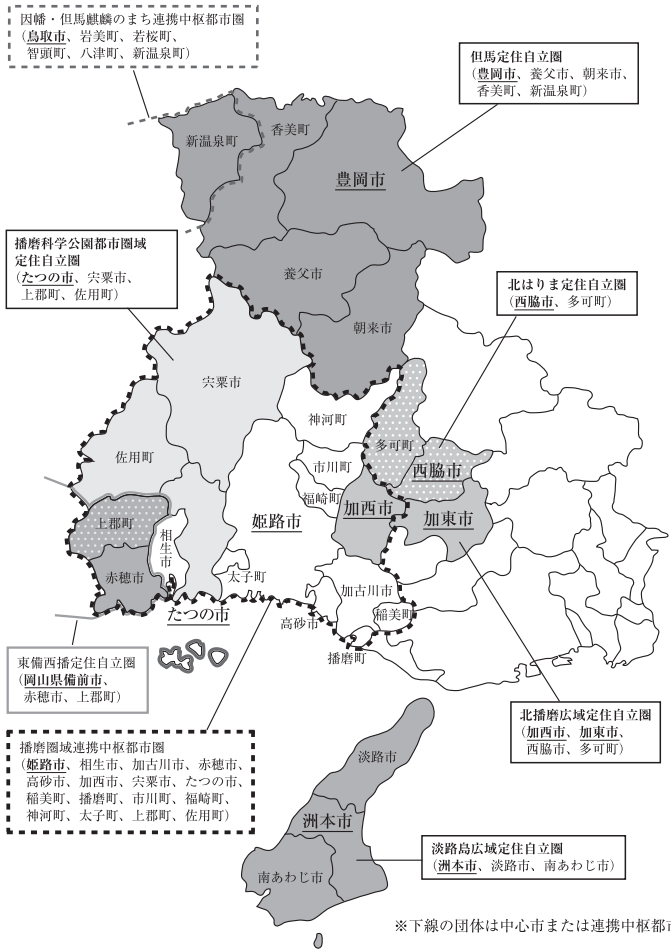 因幡・但馬麒麟のまち連携中枢都市圏
（鳥取市、岩美町、若桜町、
智頭町、八津町、新温泉町）
但馬定住自立圏
（豊岡市、養父市、朝来市、
香美町、新温泉町）
香美町
新温泉町
豊岡市
播磨科学公園都市圏域
定住自立圏
（たつの市、宍粟市、
上郡町、佐用町）
養父市
北はりま定住自立圏
（西脇市、多可町）
朝来市
宍粟市
神河町
多可町
佐用町
市川町
西脇市
福崎町
加西市
加東市
姫路市
上郡町
相生市
赤穂市
太子町
加古川市
稲美町
たつの市
高砂市
播磨町
東備西播定住自立圏
（岡山県備前市、
赤穂市、上郡町）
北播磨広域定住自立圏
（加西市、加東市、
西脇市、多可町）
播磨圏域連携中枢都市圏
（姫路市、相生市、加古川市、赤穂市、
高砂市、加西市、宍粟市、たつの市、
稲美町、播磨町、市川町、福崎町、
神河町、太子町、上郡町、佐用町）
淡路市
洲本市
淡路島広域定住自立圏
（洲本市、淡路市、南あわじ市）
南あわじ市
※下線の団体は中心市または連携中枢都市